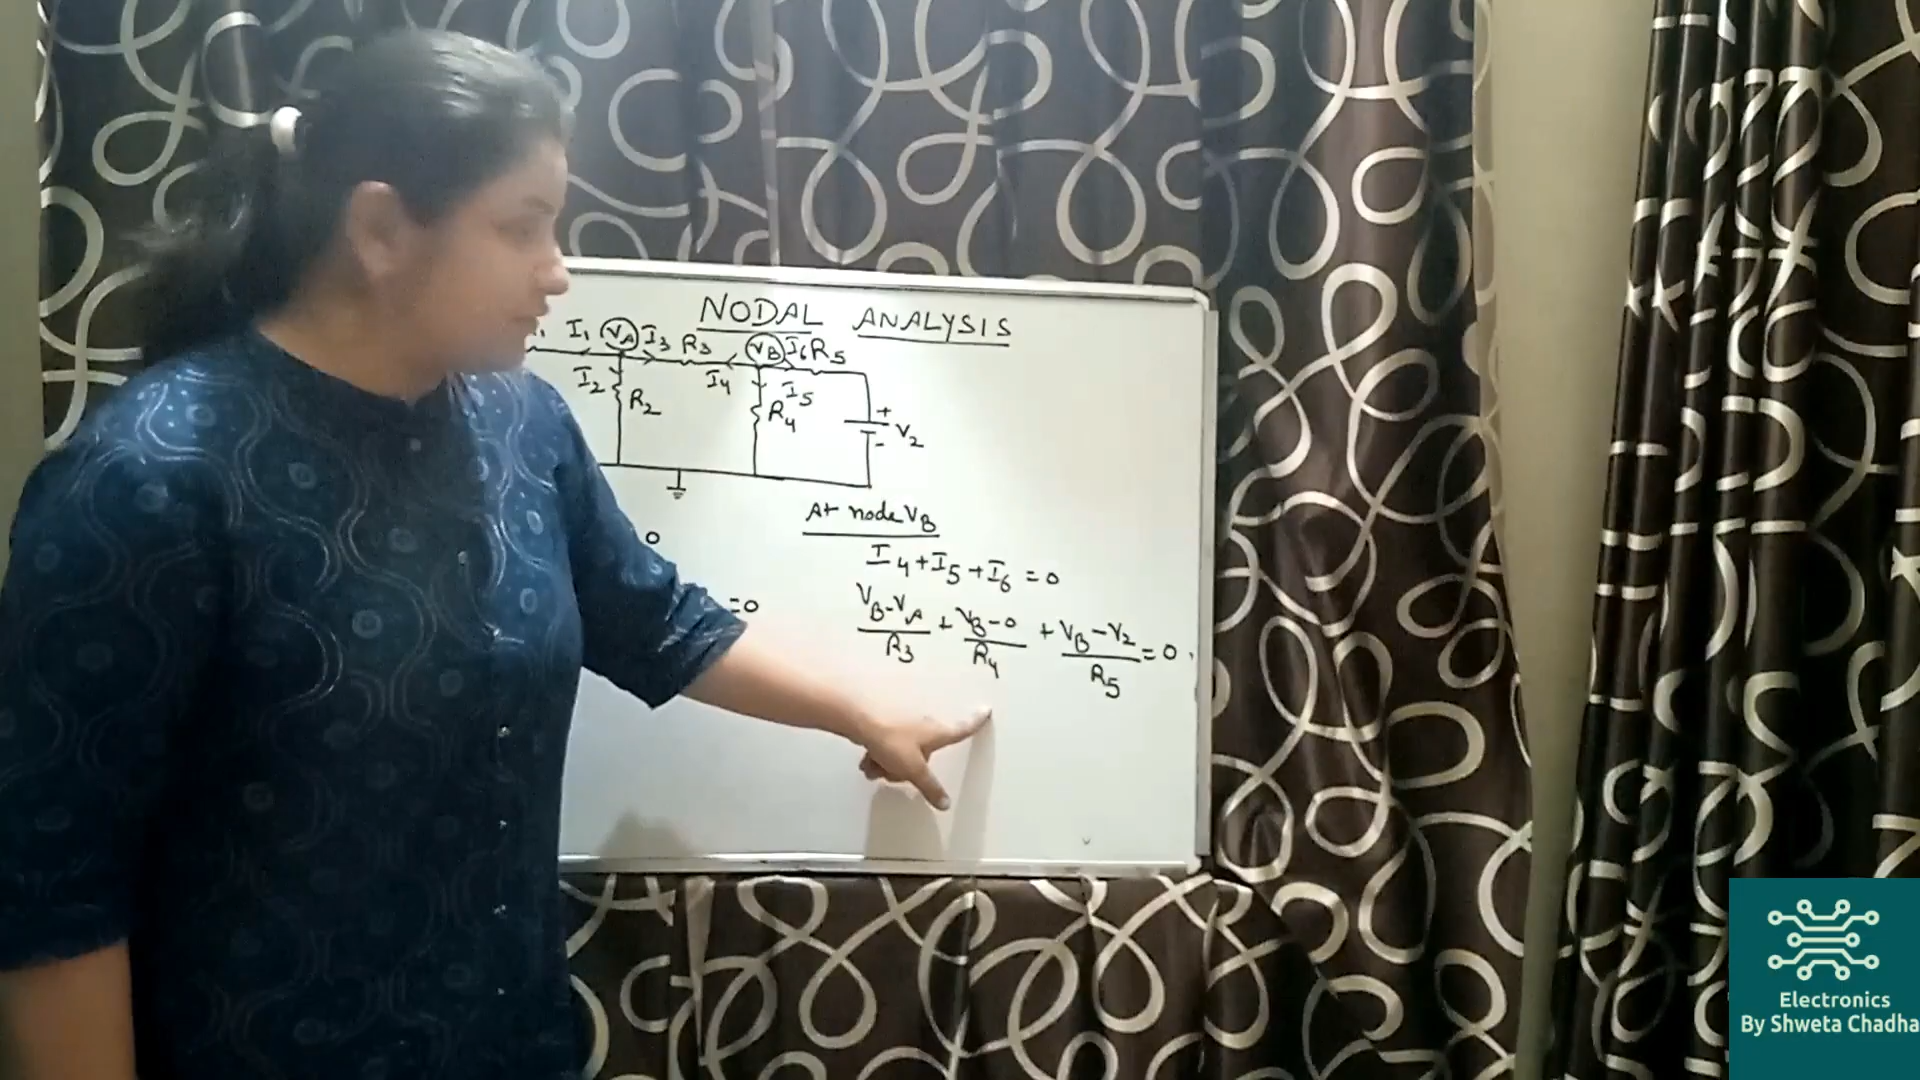 NODAL ANALYSIS
I1 VA I3 R3 VB I6 R5
I2 R2 I4 I5 R4 + - V2
At node VB
0
I4+I5+I6=0
=0
VB-VA/R3 + VB-0/R4 + VB-V2/R5 =0
Electronics
By Shweta Chadha